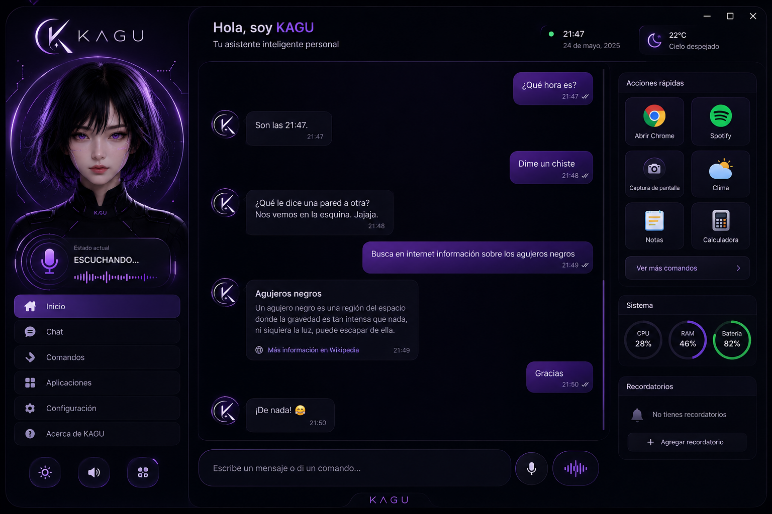 KAGU
KAGU
Estado actual
ESCUCHANDO...
Inicio
Chat
Comandos
Aplicaciones
Configuración
Acerca de KAGU
Hola, soy KAGU
Tu asistente inteligente personal
21:47
24 de mayo, 2025
22°C
Cielo despejado
¿Qué hora es?
21:47
Son las 21:47.
21:47
Dime un chiste
21:48
¿Qué le dice una pared a otra?
Nos vemos en la esquina. Jajaja.
21:48
Busca en internet información sobre los agujeros negros
21:49
Agujeros negros
Un agujero negro es una región del espacio
donde la gravedad es tan intensa que nada,
ni siquiera la luz, puede escapar de ella.
Más información en Wikipedia
21:49
Gracias
21:50
¡De nada! 😄
21:50
Escribe un mensaje o di un comando...
KAGU
Acciones rápidas
Abrir Chrome
Spotify
Captura de pantalla
Clima
Notas
Calculadora
Ver más comandos
Sistema
CPU
28%
RAM
46%
Batería
82%
Recordatorios
No tienes recordatorios
+ Agregar recordatorio